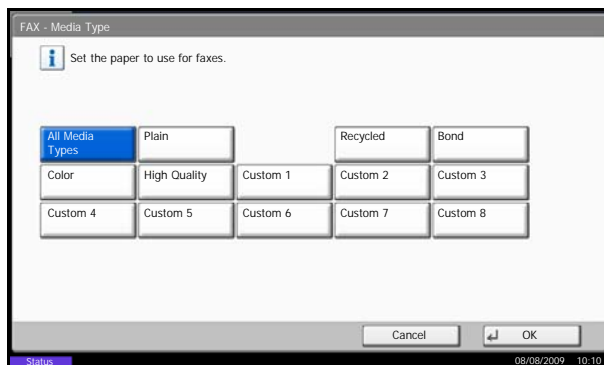 FAX - Media Type
Set the paper to use for faxes.
All Media Types
Plain
Recycled
Bond
Color
High Quality
Custom 1
Custom 2
Custom 3
Custom 4
Custom 5
Custom 6
Custom 7
Custom 8
Cancel
OK
Status
08/08/2009 10:10